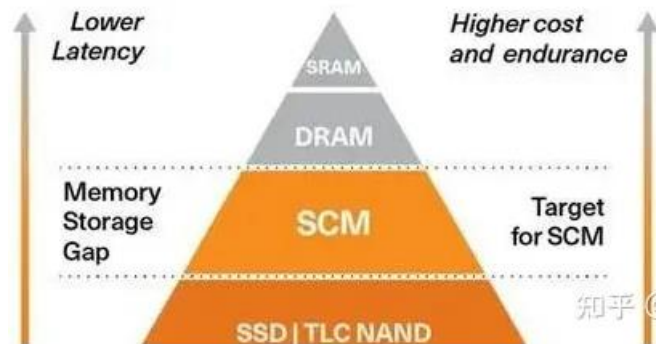 Lower
Latency
Higher cost
and endurance
SRAM
DRAM
Memory
Storage
Gap
SCM
Target
for SCM
知乎 @
SSD | TLC NAND